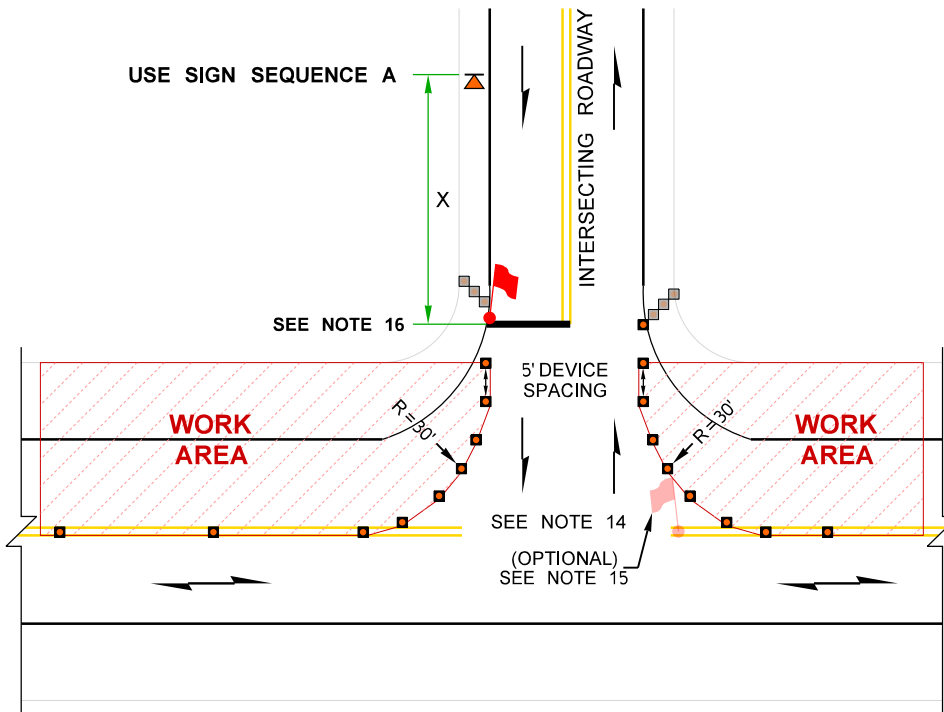 USE SIGN SEQUENCE A
INTERSECTING ROADWAY
X
SEE NOTE 16
5' DEVICE
SPACING
WORK
AREA
R = 30'
R = 30'
WORK
AREA
SEE NOTE 14
(OPTIONAL)
SEE NOTE 15